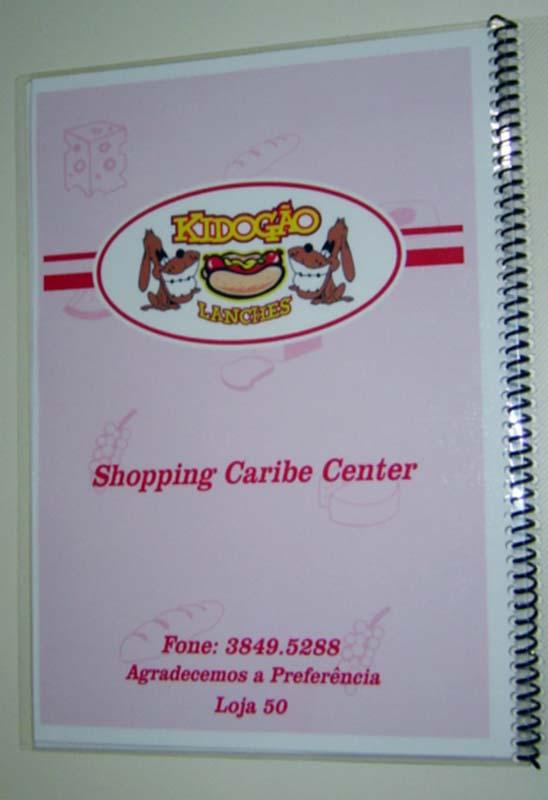 KIDOGÃO
LANCHES
Shopping Caribe Center
Fone: 3849.5288
Agradecemos a Preferência
Loja 50